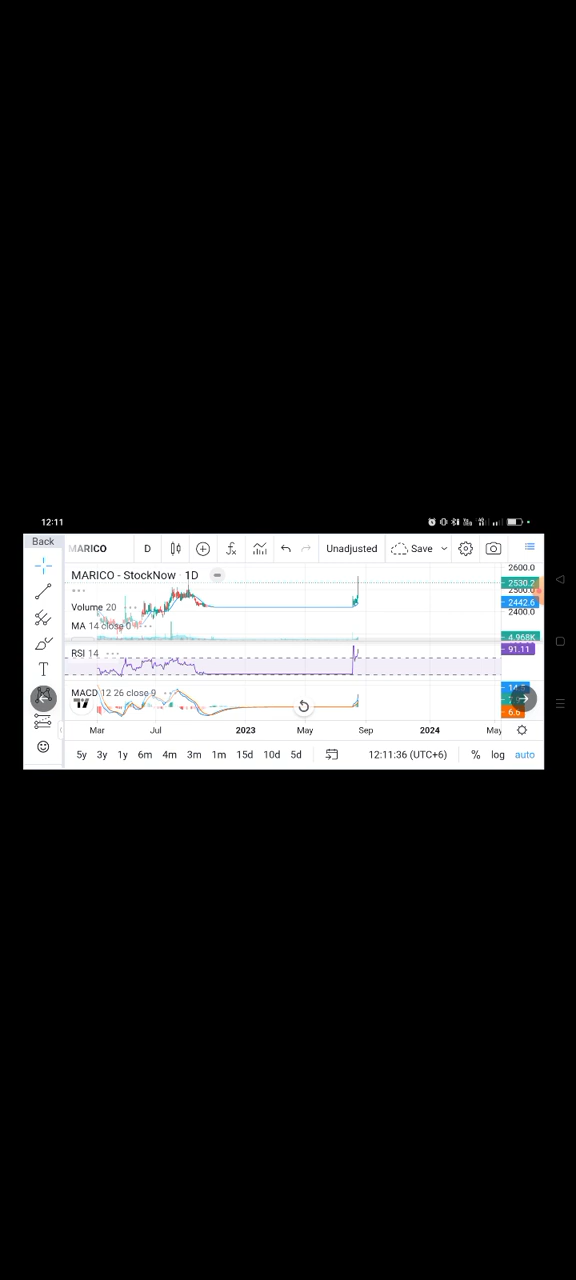 12:11
Back
MARICO D Unadjusted Save
MARICO - StockNow 1D
Volume 20
MA 14 close 0
RSI 14
MACD 12 26 close 9
2600.0
2530.2
2500.0
2442.6
2400.0
4.968K
91.11
6.6
Mar Jul 2023 May Sep 2024 May
5y 3y 1y 6m 4m 3m 1m 15d 10d 5d 12:11:36 (UTC+6) % log auto